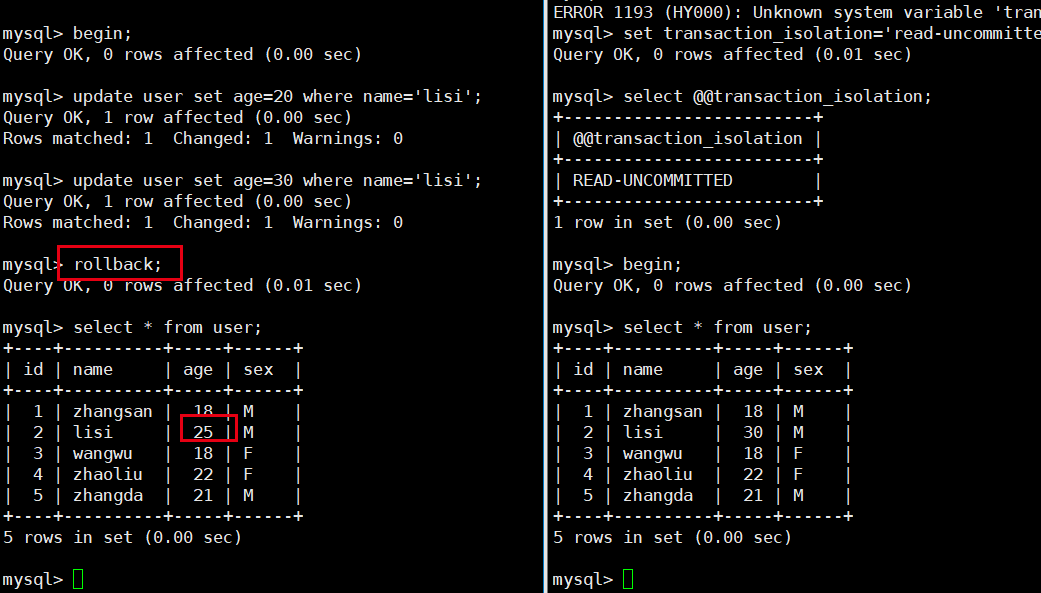 mysql> begin;
Query OK, 0 rows affected (0.00 sec)
mysql> update user set age=20 where name='lisi';
Query OK, 1 row affected (0.00 sec)
Rows matched: 1  Changed: 1  Warnings: 0
mysql> update user set age=30 where name='lisi';
Query OK, 1 row affected (0.00 sec)
Rows matched: 1  Changed: 1  Warnings: 0
mysql> rollback;
Query OK, 0 rows affected (0.01 sec)
mysql> select * from user;
+----+----------+-----+------+
| id | name     | age | sex  |
+----+----------+-----+------+
|  1 | zhangsan |  18 | M    |
|  2 | lisi     |  25 | M    |
|  3 | wangwu   |  18 | F    |
|  4 | zhaoliu  |  22 | F    |
|  5 | zhangda  |  21 | M    |
+----+----------+-----+------+
5 rows in set (0.00 sec)
mysql>
ERROR 1193 (HY000): Unknown system variable 'tran
mysql> set transaction_isolation='read-uncommitte
Query OK, 0 rows affected (0.01 sec)
mysql> select @@transaction_isolation;
+-------------------------+
| @@transaction_isolation |
+-------------------------+
| READ-UNCOMMITTED        |
+-------------------------+
1 row in set (0.00 sec)
mysql> begin;
Query OK, 0 rows affected (0.00 sec)
mysql> select * from user;
+----+----------+-----+------+
| id | name     | age | sex  |
+----+----------+-----+------+
|  1 | zhangsan |  18 | M    |
|  2 | lisi     |  30 | M    |
|  3 | wangwu   |  18 | F    |
|  4 | zhaoliu  |  22 | F    |
|  5 | zhangda  |  21 | M    |
+----+----------+-----+------+
5 rows in set (0.00 sec)
mysql>